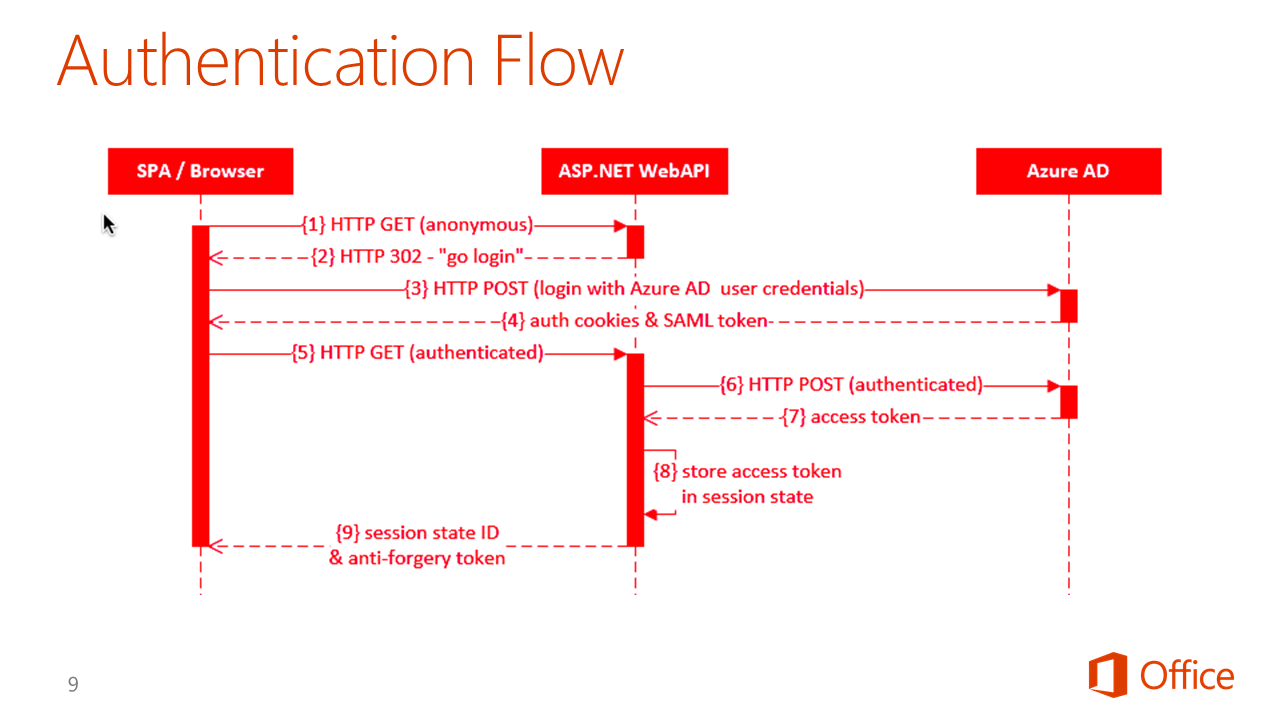 Authentication Flow
SPA / Browser
ASP.NET WebAPI
Azure AD
{1} HTTP GET (anonymous)
{2} HTTP 302 - "go login"
{3} HTTP POST (login with Azure AD user credentials)
{4} auth cookies & SAML token
{5} HTTP GET (authenticated)
{6} HTTP POST (authenticated)
{7} access token
{8} store access token
in session state
{9} session state ID
& anti-forgery token
9
Office